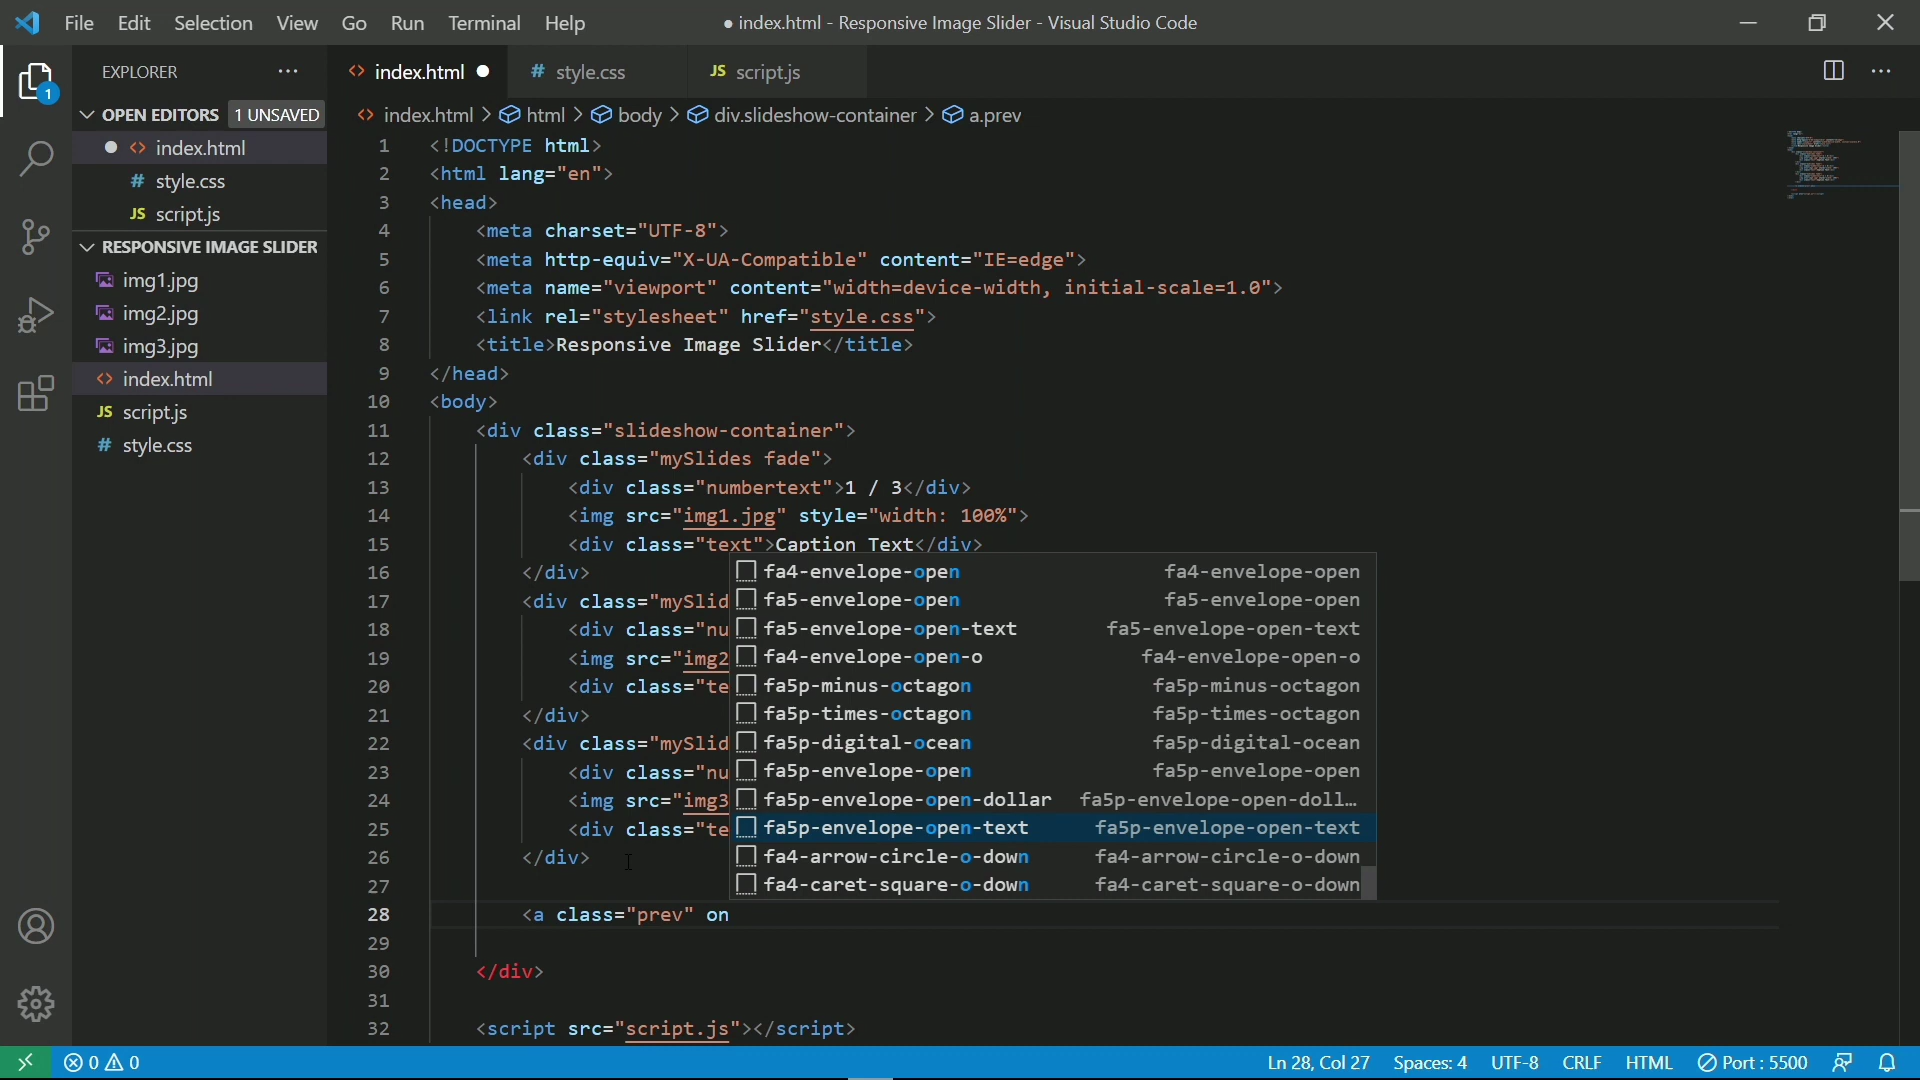 File Edit Selection View Go Run Terminal Help
● index.html - Responsive Image Slider - Visual Studio Code
EXPLORER
OPEN EDITORS 1 UNSAVED
index.html
# style.css
JS script.js
RESPONSIVE IMAGE SLIDER
img1.jpg
img2.jpg
img3.jpg
<> index.html
JS script.js
# style.css
1
<> index.html ● # style.css JS script.js
<> index.html > html > body > div.slideshow-container > a.prev
1 <!DOCTYPE html>
2 <html lang="en">
3 <head>
4 <meta charset="UTF-8">
5 <meta http-equiv="X-UA-Compatible" content="IE=edge">
6 <meta name="viewport" content="width=device-width, initial-scale=1.0">
7 <link rel="stylesheet" href="style.css">
8 <title>Responsive Image Slider</title>
9 </head>
10 <body>
11 <div class="slideshow-container">
12 <div class="mySlides fade">
13 <div class="numbertext">1 / 3</div>
14 <img src="img1.jpg" style="width: 100%">
15 <div class="text">Caption Text</div>
16 </div>
17 <div class="mySlid
18 <div class="nu
19 <img src="img2
20 <div class="te
21 </div>
22 <div class="mySlid
23 <div class="nu
24 <img src="img3
25 <div class="te
26 </div>
27
28 <a class="prev" on
29
30 </div>
31
32 <script src="script.js"></script>
fa4-envelope-open fa4-envelope-open
fa5-envelope-open fa5-envelope-open
fa5-envelope-open-text fa5-envelope-open-text
fa4-envelope-open-o fa4-envelope-open-o
fa5p-minus-octagon fa5p-minus-octagon
fa5p-times-octagon fa5p-times-octagon
fa5p-digital-ocean fa5p-digital-ocean
fa5p-envelope-open fa5p-envelope-open
fa5p-envelope-open-dollar fa5p-envelope-open-doll…
fa5p-envelope-open-text fa5p-envelope-open-text
fa4-arrow-circle-o-down fa4-arrow-circle-o-down
fa4-caret-square-o-down fa4-caret-square-o-down
0 0 Ln 28, Col 27 Spaces: 4 UTF-8 CRLF HTML Port : 5500